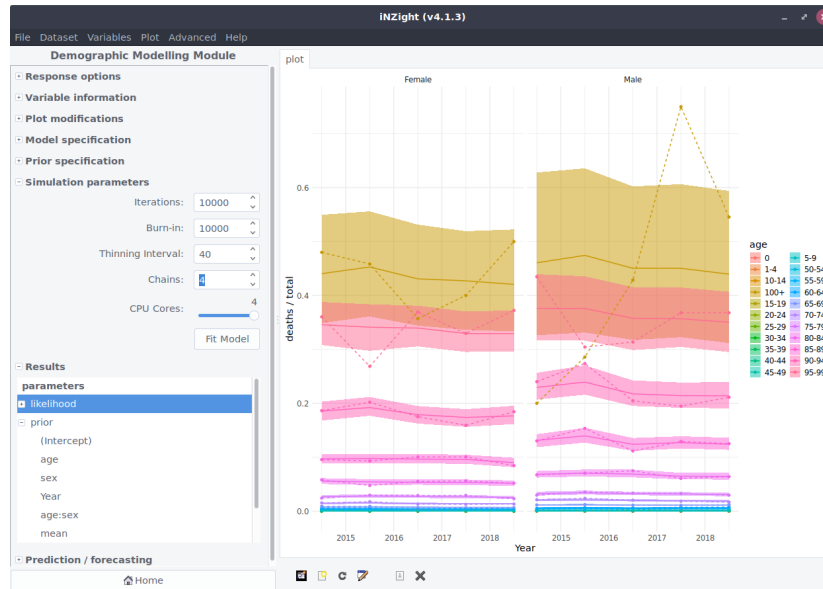 iNZight (v4.1.3)
File Dataset Variables Plot Advanced Help
Demographic Modelling Module
Response options
Variable information
Plot modifications
Model specification
Prior specification
Simulation parameters
Iterations: 10000
Burn-in: 10000
Thinning Interval: 40
Chains: 4
CPU Cores: 4
Fit Model
Results
parameters
likelihood
prior
(Intercept)
age
sex
Year
age:sex
mean
Prediction / forecasting
Home
plot
Female Male
0.6
0.4
0.2
0.0
deaths / total
2015 2016 2017 2018 2015 2016 2017 2018
Year
age
0 5-9
1-4 50-54
10-14 55-59
100+ 60-64
15-19 65-69
20-24 70-74
25-29 75-79
30-34 80-84
35-39 85-89
40-44 90-94
45-49 95-99